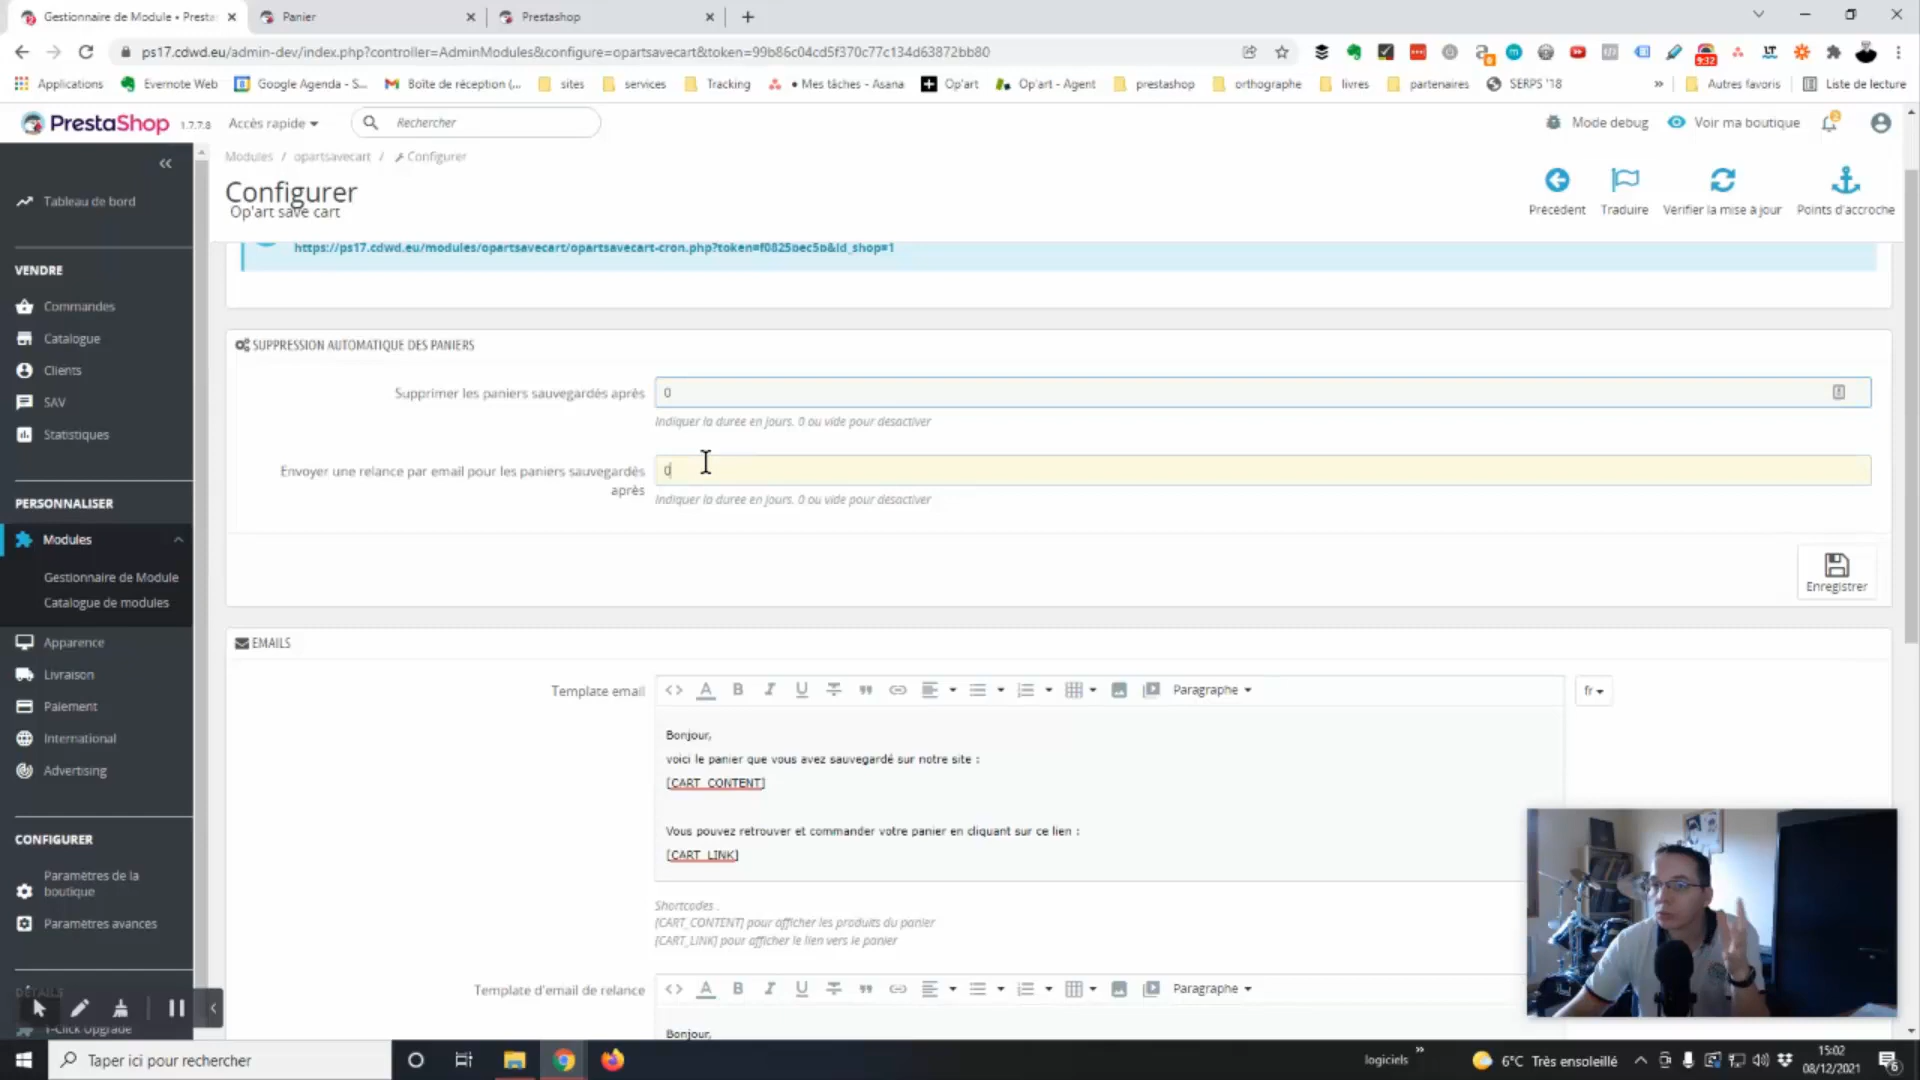 Gestionnaire de Module • Presta
Panier
Prestashop
ps17.cdwd.eu/admin-dev/index.php?controller=AdminModules&configure=opartsavecart&token=99b86c04cd5f370c77c134d63872bb80
9:32
Applications
Evernote Web
Google Agenda - S...
Boîte de réception (...
sites
services
Tracking
• Mes tâches - Asana
Op'art
Op'art - Agent
prestashop
orthographe
livres
partenaires
SERPS '18
»
Autres favoris
Liste de lecture
PrestaShop 1.7.7.8
Accès rapide
Rechercher
Mode debug
Voir ma boutique
Modules / opartsavecart / Configurer
Configurer
Op'art save cart
Précédent
Traduire
Vérifier la mise à jour
Points d'accroche
Tableau de bord
VENDRE
Commandes
Catalogue
Clients
SAV
Statistiques
PERSONNALISER
Modules
Gestionnaire de Module
Catalogue de modules
Apparence
Livraison
Paiement
International
Advertising
CONFIGURER
Paramètres de la
boutique
Paramètres avancés
1-Click Upgrade
https://ps17.cdwd.eu/modules/opartsavecart/opartsavecart-cron.php?token=f0825bec5b&id_shop=1
SUPPRESSION AUTOMATIQUE DES PANIERS
Supprimer les paniers sauvegardés après
0
Indiquer la durée en jours. 0 ou vide pour désactiver
Envoyer une relance par email pour les paniers sauvegardés
après
0
Indiquer la durée en jours. 0 ou vide pour désactiver
Enregistrer
EMAILS
Template email
Paragraphe
fr
Bonjour,
voici le panier que vous avez sauvegardé sur notre site :
[CART_CONTENT]
Vous pouvez retrouver et commander votre panier en cliquant sur ce lien :
[CART_LINK]
Shortcodes :
[CART_CONTENT] pour afficher les produits du panier
[CART_LINK] pour afficher le lien vers le panier
Template d'email de relance
Paragraphe
Bonjour,
Taper ici pour rechercher
logiciels
»
6°C Très ensoleillé
15:02
08/12/2021
6